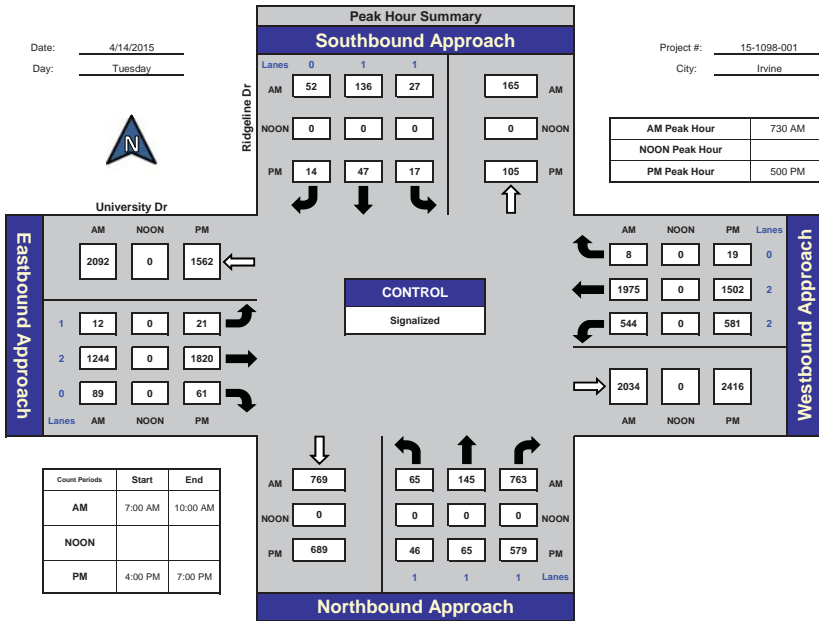 Peak Hour Summary
Southbound Approach
Date: 4/14/2015
Day: Tuesday
Project #: 15-1098-001
City: Irvine
N
Ridgeline Dr
Lanes 0 1 1
AM 52 136 27 165 AM
NOON 0 0 0 0 NOON
PM 14 47 17 105 PM
AM Peak Hour 730 AM
NOON Peak Hour
PM Peak Hour 500 PM
University Dr
Eastbound Approach
AM NOON PM
2092 0 1562
1 12 0 21
2 1244 0 1820
0 89 0 61
Lanes AM NOON PM
CONTROL
Signalized
Westbound Approach
AM NOON PM Lanes
8 0 19 0
1975 0 1502 2
544 0 581 2
2034 0 2416
AM NOON PM
Count Periods Start End
AM 7:00 AM 10:00 AM
NOON
PM 4:00 PM 7:00 PM
AM 769 65 145 763 AM
NOON 0 0 0 0 NOON
PM 689 46 65 579 PM
1 1 1 Lanes
Northbound Approach